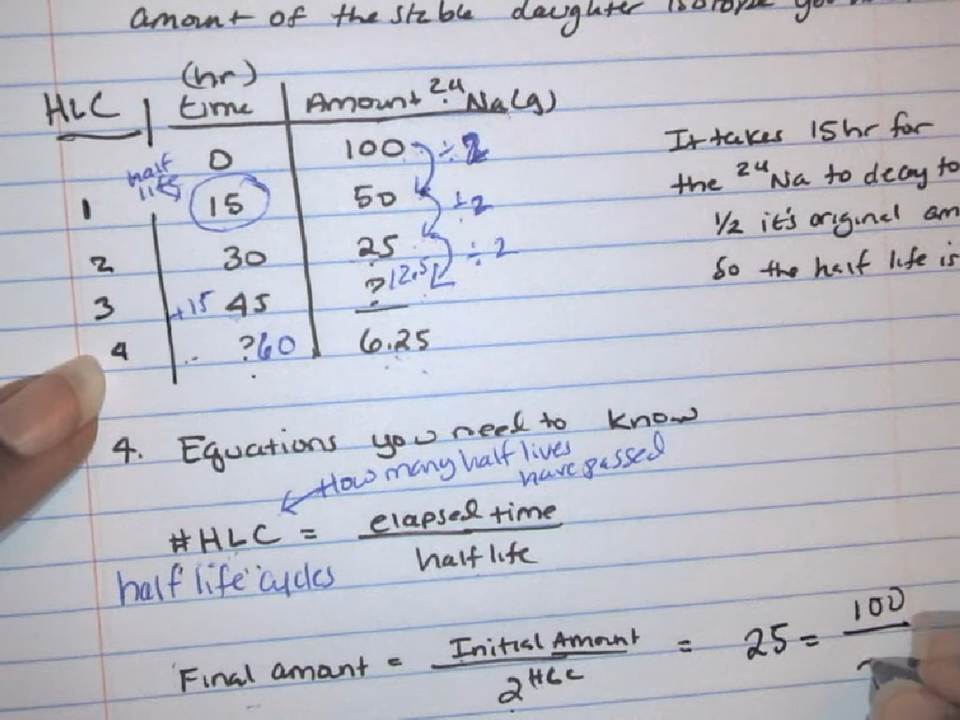 amount of the stable daughter isotope you
HLC | (hr) time | Amount ²⁴Na(g)
0 100 ÷2
half lifes
1 15 50 ÷2
2 30 25 ÷2
3 +15 45 ? 12.5
4 ? 60 6.25
It takes 15hr for
the ²⁴Na to decay to
1/2 it's original am
So the half life is
4. Equations you need to know
How many half lives
have passed
#HLC = elapsed time / half life
half life cycles
Final amount = Initial Amount / 2^HLC = 25 = 100